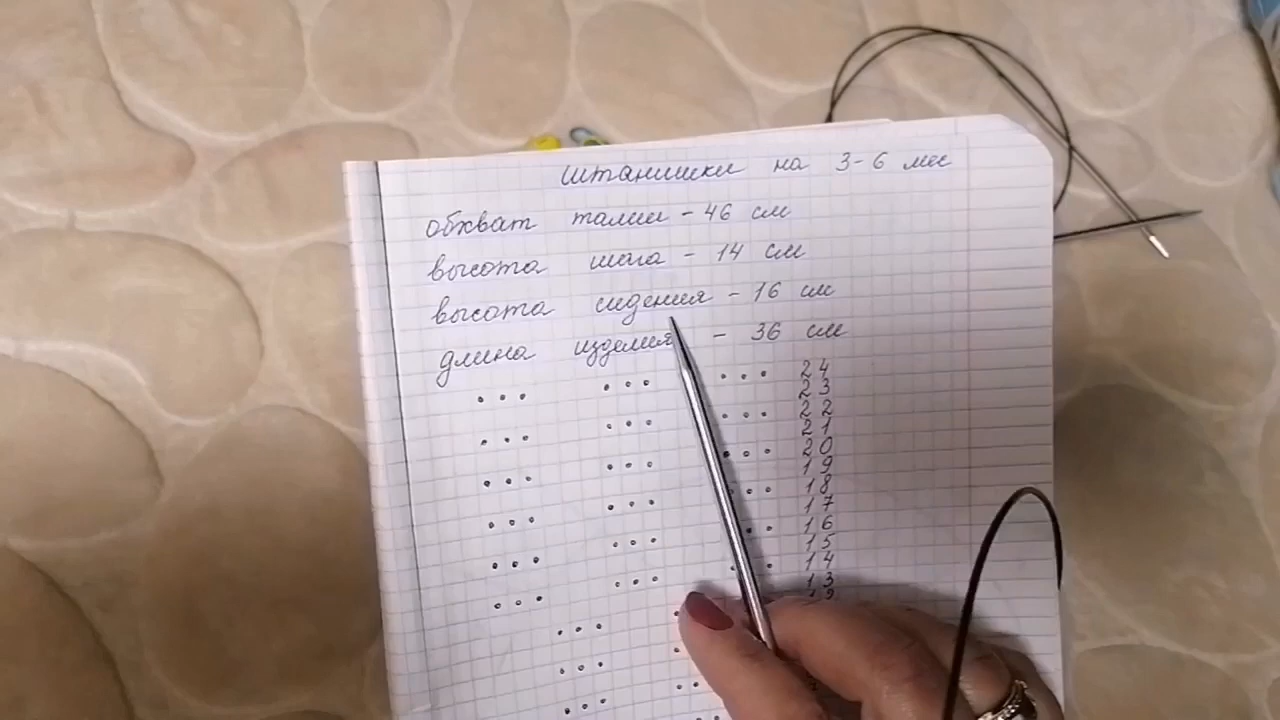 штанишки на 3-6 мес
обхват талии - 46 см
высота шага - 14 см
высота сидения - 16 см
длина изделия - 36 см
24
23
22
21
20
19
18
17
16
15
14
13
12